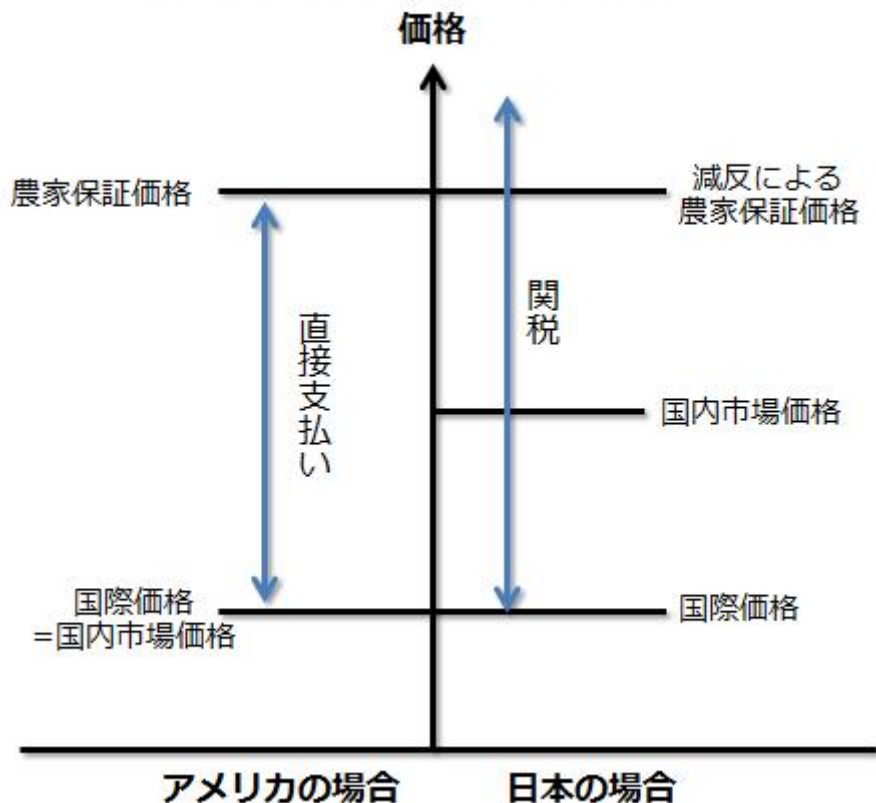 価格
農家保証価格
減反による
農家保証価格
直接支払い
関税
国内市場価格
国際価格
=国内市場価格
国際価格
アメリカの場合
日本の場合